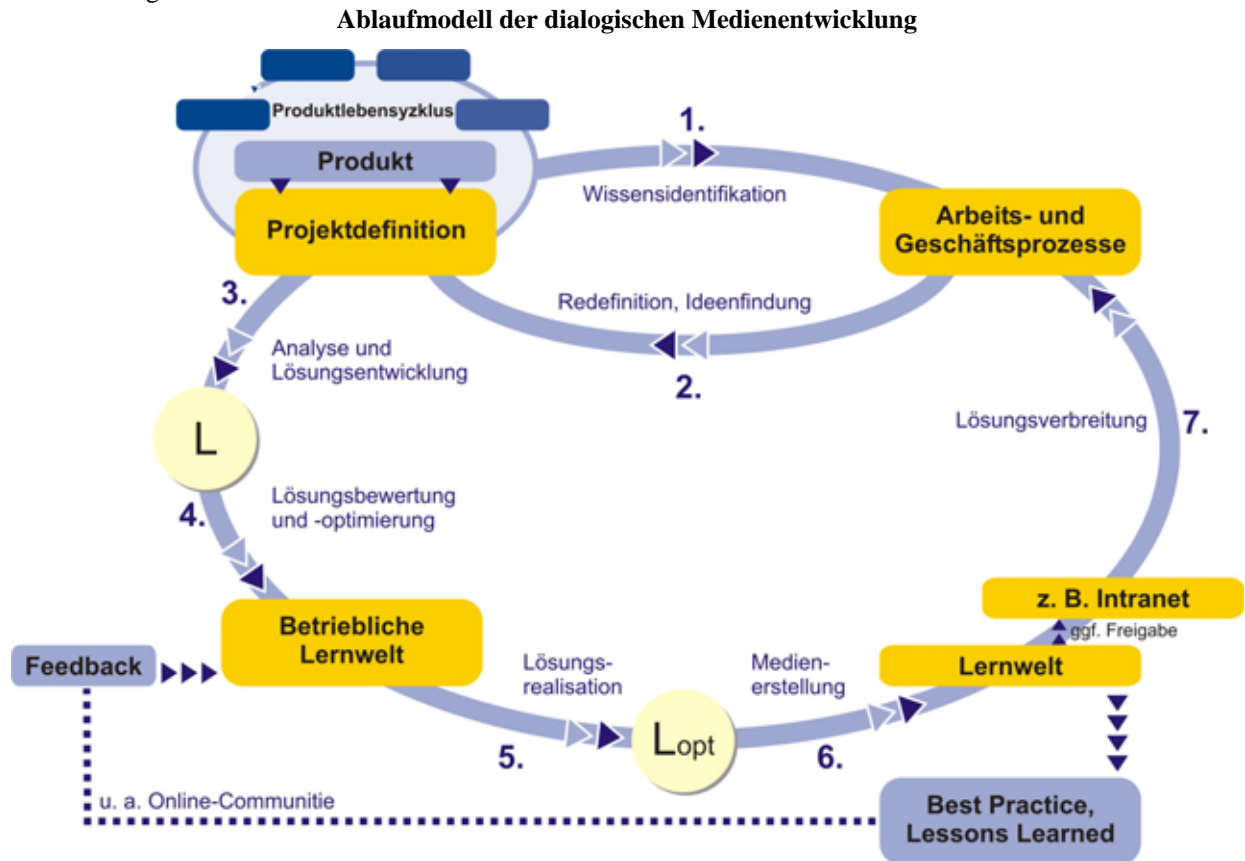 Ablaufmodell der dialogischen Medienentwicklung
Produktlebensyzklus
Produkt
Projektdefinition
1.
Wissensidentifikation
Arbeits- und
Geschäftsprozesse
Redefinition, Ideenfindung
2.
3.
Analyse und
Lösungsentwicklung
L
4.
Lösungsbewertung
und -optimierung
Betriebliche
Lernwelt
Feedback
Lösungs-
realisation
5.
Lopt
Medien-
erstellung
6.
Lernwelt
ggf. Freigabe
z. B. Intranet
Lösungsverbreitung
7.
Best Practice,
Lessons Learned
u. a. Online-Communitie